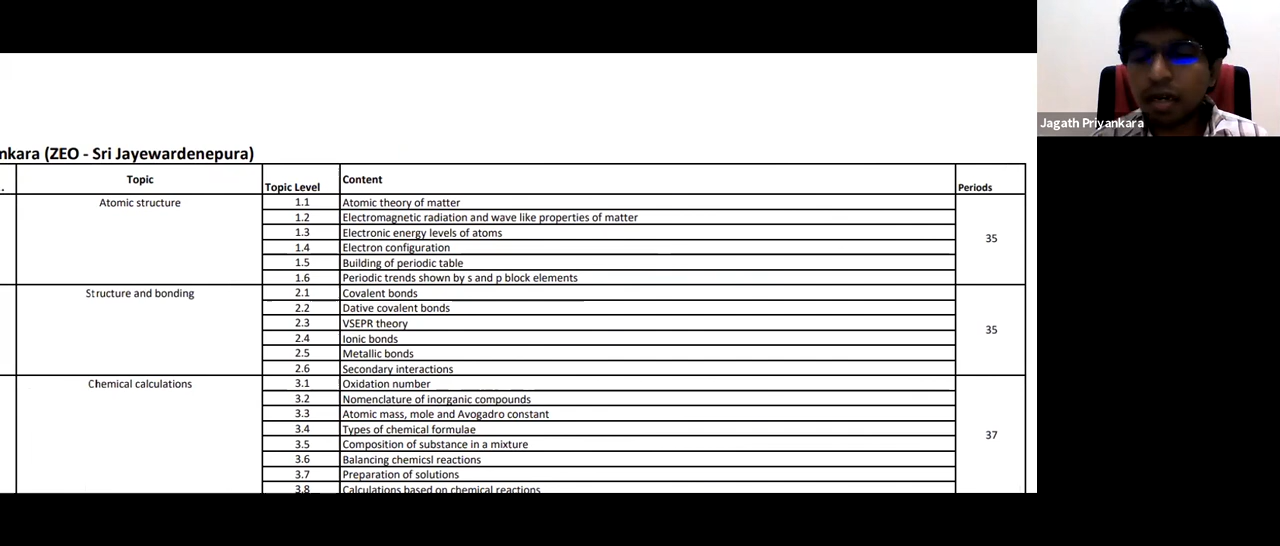 Jagath Priyankara
nkara (ZEO - Sri Jayewardenepura)
. Topic Topic Level Content Periods
Atomic structure 1.1 Atomic theory of matter 35
1.2 Electromagnetic radiation and wave like properties of matter
1.3 Electronic energy levels of atoms
1.4 Electron configuration
1.5 Building of periodic table
1.6 Periodic trends shown by s and p block elements
Structure and bonding 2.1 Covalent bonds 35
2.2 Dative covalent bonds
2.3 VSEPR theory
2.4 Ionic bonds
2.5 Metallic bonds
2.6 Secondary interactions
Chemical calculations 3.1 Oxidation number 37
3.2 Nomenclature of inorganic compounds
3.3 Atomic mass, mole and Avogadro constant
3.4 Types of chemical formulae
3.5 Composition of substance in a mixture
3.6 Balancing chemicsl reactions
3.7 Preparation of solutions
3.8 Calculations based on chemical reactions